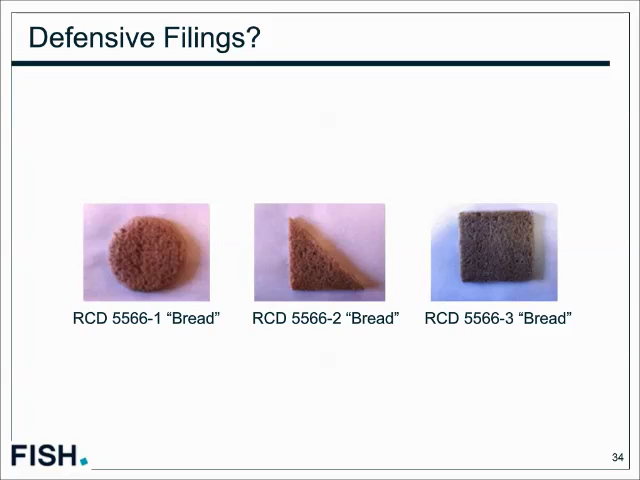 Defensive Filings?
RCD 5566-1 “Bread”
RCD 5566-2 “Bread”
RCD 5566-3 “Bread”
FISH.
34